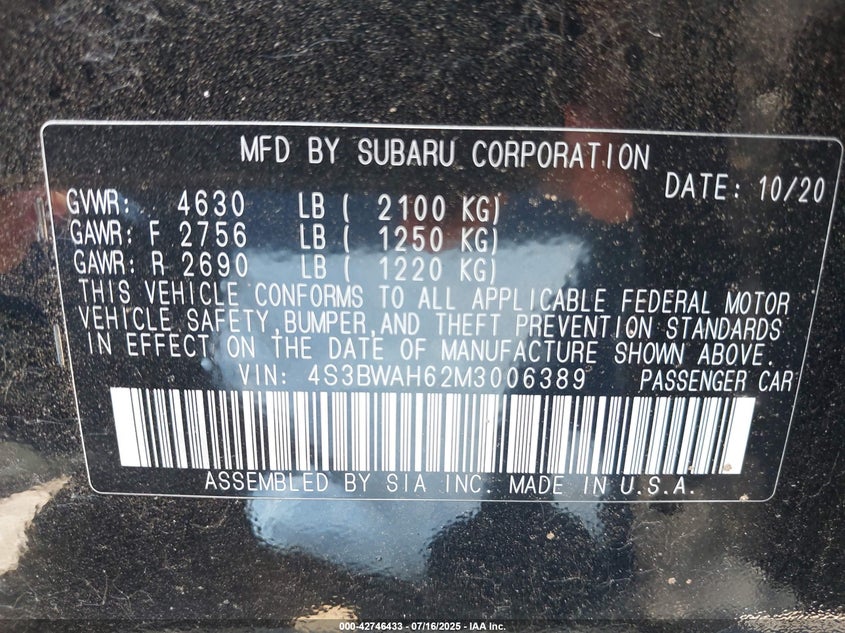 MFD BY SUBARU CORPORATION
DATE: 10/20
GVWR: 4630 LB ( 2100 KG)
GAWR: F 2756 LB ( 1250 KG)
GAWR: R 2690 LB ( 1220 KG)
THIS VEHICLE CONFORMS TO ALL APPLICABLE FEDERAL MOTOR
VEHICLE SAFETY,BUMPER,AND THEFT PREVENTION STANDARDS
IN EFFECT ON THE DATE OF MANUFACTURE SHOWN ABOVE.
VIN: 4S3BWAH62M3006389 PASSENGER CAR
ASSEMBLED BY SIA INC. MADE IN U.S.A.
000-42746433 - 07/16/2025 - IAA Inc.